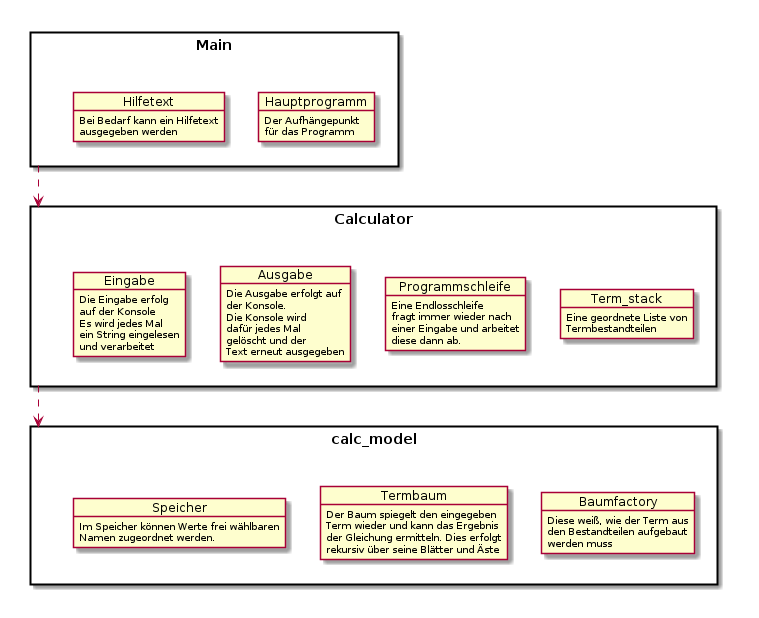 Main
Hilfetext
Bei Bedarf kann ein Hilfetext
ausgegeben werden
Hauptprogramm
Der Aufhängepunkt
für das Programm
Calculator
Eingabe
Die Eingabe erfolg
auf der Konsole
Es wird jedes Mal
ein String eingelesen
und verarbeitet
Ausgabe
Die Ausgabe erfolgt auf
der Konsole.
Die Konsole wird
dafür jedes Mal
gelöscht und der
Text erneut ausgegeben
Programmschleife
Eine Endlosschleife
fragt immer wieder nach
einer Eingabe und arbeitet
diese dann ab.
Term_stack
Eine geordnete Liste von
Termbestandteilen
calc_model
Speicher
Im Speicher können Werte frei wählbaren
Namen zugeordnet werden.
Termbaum
Der Baum spiegelt den eingegeben
Term wieder und kann das Ergebnis
der Gleichung ermitteln. Dies erfolgt
rekursiv über seine Blätter und Äste
Baumfactory
Diese weiß, wie der Term aus
den Bestandteilen aufgebaut
werden muss